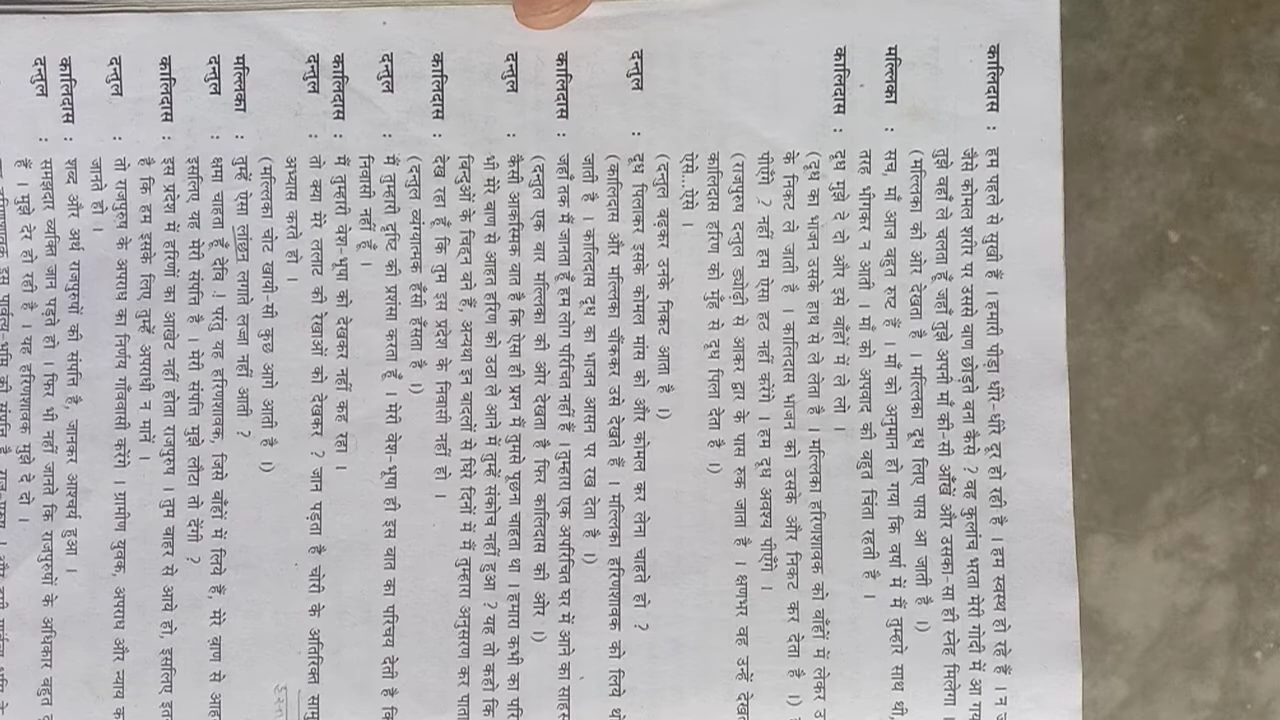 कालिदास : हम पहले से सुखी हैं । हमारी पीड़ा धीरे-धीरे दूर हो रही है । हम स्वस्थ हो रहे हैं । न
जैसे कोमल शरीर पर उससे बाण छोड़ते बना कैसे ? वह कुलांच भरता मेरी गोदी में आ
तुझे वहाँ ले चलता हूँ जहाँ तुझे अपनी माँ की-सी आँखें और उसका-सा ही स्नेह मिलेगा ।
(मल्लिका की ओर देखता है । मल्लिका दूध लिए पास आ जाती है ।)
मल्लिका : सच, माँ आज बहुत रुष्ट हैं । माँ को अनुमान हो गया कि वर्षा में मैं तुम्हारे साथ थी,
तरह भीगकर न आती । माँ को अपवाद की बहुत चिंता रहती है ।
कालिदास : दूध मुझे दे दो और इसे बाँहों में ले लो ।
(दूध का भाजन उसके हाथ से ले लेता है । मल्लिका हरिणशावक को बाँहों में लेकर
के निकट ले जाती है । कालिदास भाजन को उसके और निकट कर देता है ।)
पीएँगे ? नहीं हम ऐसा हट नहीं करेंगे । हम दूध अवश्य पीएँगे ।
(राजपुरुष दन्तुल ड्योढ़ी से आकर द्वार के पास रुक जाता है । क्षणभर वह उन्हें
कालिदास हरिण को मुँह से दूध पिला देता है ।)
ऐसे...ऐसे ।
(दन्तुल बढ़कर उनके निकट आता है ।)
दन्तुल : दूध पिलाकर इसके कोमल मांस को और कोमल कर लेना चाहते हो ?
(कालिदास और मल्लिका चौंककर उसे देखते हैं । मल्लिका हरिणशावक को लिये
जाती है । कालिदास दूध का भाजन आसन पर रख देता है ।)
कालिदास : जहाँ तक मैं जानता हूँ हम लोग परिचित नहीं हैं । तुम्हारा एक अपरिचित घर में आने का साहस
(दन्तुल एक बार मल्लिका की ओर देखता है फिर कालिदास की ओर ।)
दन्तुल : कैसी आकस्मिक बात है कि ऐसा ही प्रश्न मैं तुमसे पूछना चाहता था । हमारा कभी का
भी मेरे बाण से आहत हरिण को उठा ले आने में तुम्हें संकोच नहीं हुआ ? यह तो कहो कि
बिन्दुओं के चिह्न बने हैं, अन्यथा इन बादलों से घिरे दिनों में मैं तुम्हारा अनुसरण कर पाता
कालिदास : देख रहा हूँ कि तुम इस प्रदेश के निवासी नहीं हो ।
(दन्तुल व्यंग्यात्मक हँसी हँसता है ।)
दन्तुल : मैं तुम्हारी दृष्टि की प्रशंसा करता हूँ । मेरी वेश-भूषा ही इस बात का परिचय देती है
निवासी नहीं हूँ ।
कालिदास : मैं तुम्हारी वेश-भूषा को देखकर नहीं कह रहा ।
दन्तुल : तो क्या मेरे ललाट की रेखाओं को देखकर ? जान पड़ता है चोरी के अतिरिक्त
अभ्यास करते हो ।
(मल्लिका चोट खायी-सी कुछ आगे आती है ।)
मल्लिका : तुम्हें ऐसा लांछन लगाते लज्जा नहीं आती ?
दन्तुल : क्षमा चाहता हूँ देवि ! परंतु यह हरिणशावक, जिसे बाँहों में लिये हैं, मेरे बाण से
इसलिए यह मेरी संपत्ति है । मेरी संपत्ति मुझे लौटा तो देंगी ?
कालिदास : इस प्रदेश में हरिणों का आखेट नहीं होता राजपुरुष । तुम बाहर से आये हो, इसलिए
है कि हम इसके लिए तुम्हें अपराधी न मानें ।
दन्तुल : तो राजपुरुष के अपराध का निर्णय गाँववासी करेंगे । ग्रामीण युवक, अपराध और न्याय
जानते हो ।
कालिदास : शब्द और अर्थ राजपुरुषों की संपत्ति है, जानकर आश्चर्य हुआ ।
दन्तुल : समझदार व्यक्ति जान पड़ते हो । फिर भी नहीं जानते कि राजपुरुषों के अधिकार बहुत
हैं । मुझे देर हो रही है । यह हरिणशावक मुझे दे दो ।